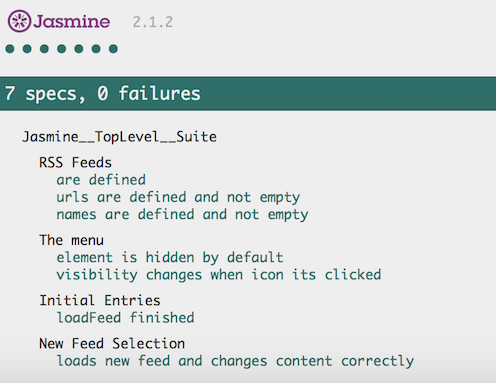 Jasmine 2.1.2
7 specs, 0 failures
Jasmine__TopLevel__Suite
RSS Feeds
are defined
urls are defined and not empty
names are defined and not empty
The menu
element is hidden by default
visibility changes when icon its clicked
Initial Entries
loadFeed finished
New Feed Selection
loads new feed and changes content correctly